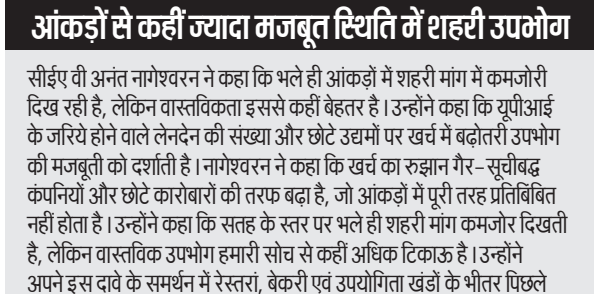 आंकड़ों से कहीं ज्यादा मजबूत स्थिति में शहरी उपभोग
सीईए वी अनंत नागेश्वरन ने कहा कि भले ही आंकड़ों में शहरी मांग में कमजोरी
दिख रही है, लेकिन वास्तविकता इससे कहीं बेहतर है। उन्होंने कहा कि यूपीआई
के जरिये होने वाले लेनदेन की संख्या और छोटे उद्यमों पर खर्च में बढ़ोतरी उपभोग
की मजबूती को दर्शाती है। नागेश्वरन ने कहा कि खर्च का रुझान गैर-सूचीबद्ध
कंपनियों और छोटे कारोबारों की तरफ बढ़ा है, जो आंकड़ों में पूरी तरह प्रतिबिंबित
नहीं होता है। उन्होंने कहा कि सतह के स्तर पर भले ही शहरी मांग कमजोर दिखती
है, लेकिन वास्तविक उपभोग हमारी सोच से कहीं अधिक टिकाऊ है। उन्होंने
अपने इस दावे के समर्थन में रेस्तरां, बेकरी एवं उपयोगिता खंडों के भीतर पिछले